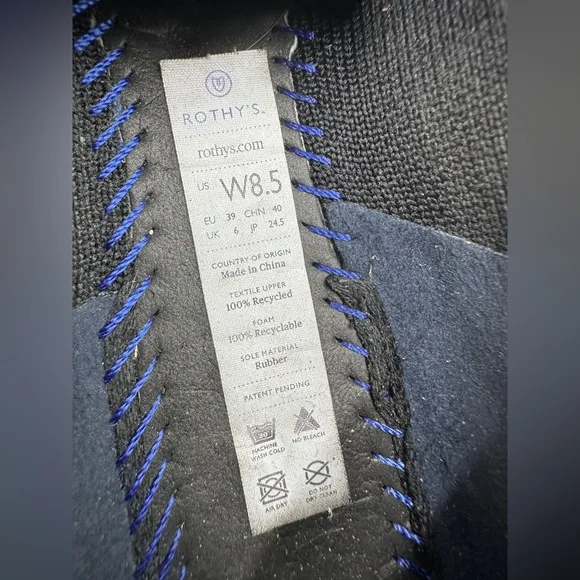 ROTHY'S™
rothys.com
US W8.5
EU 39 CHN 40
UK 6 JP 24.5
COUNTRY OF ORIGIN
Made in China
TEXTILE UPPER
100% Recycled
FOAM
100% Recyclable
SOLE MATERIAL
Rubber
PATENT PENDING
MACHINE WASH COLD
NO BLEACH
AIR DRY
DO NOT DRY CLEAN